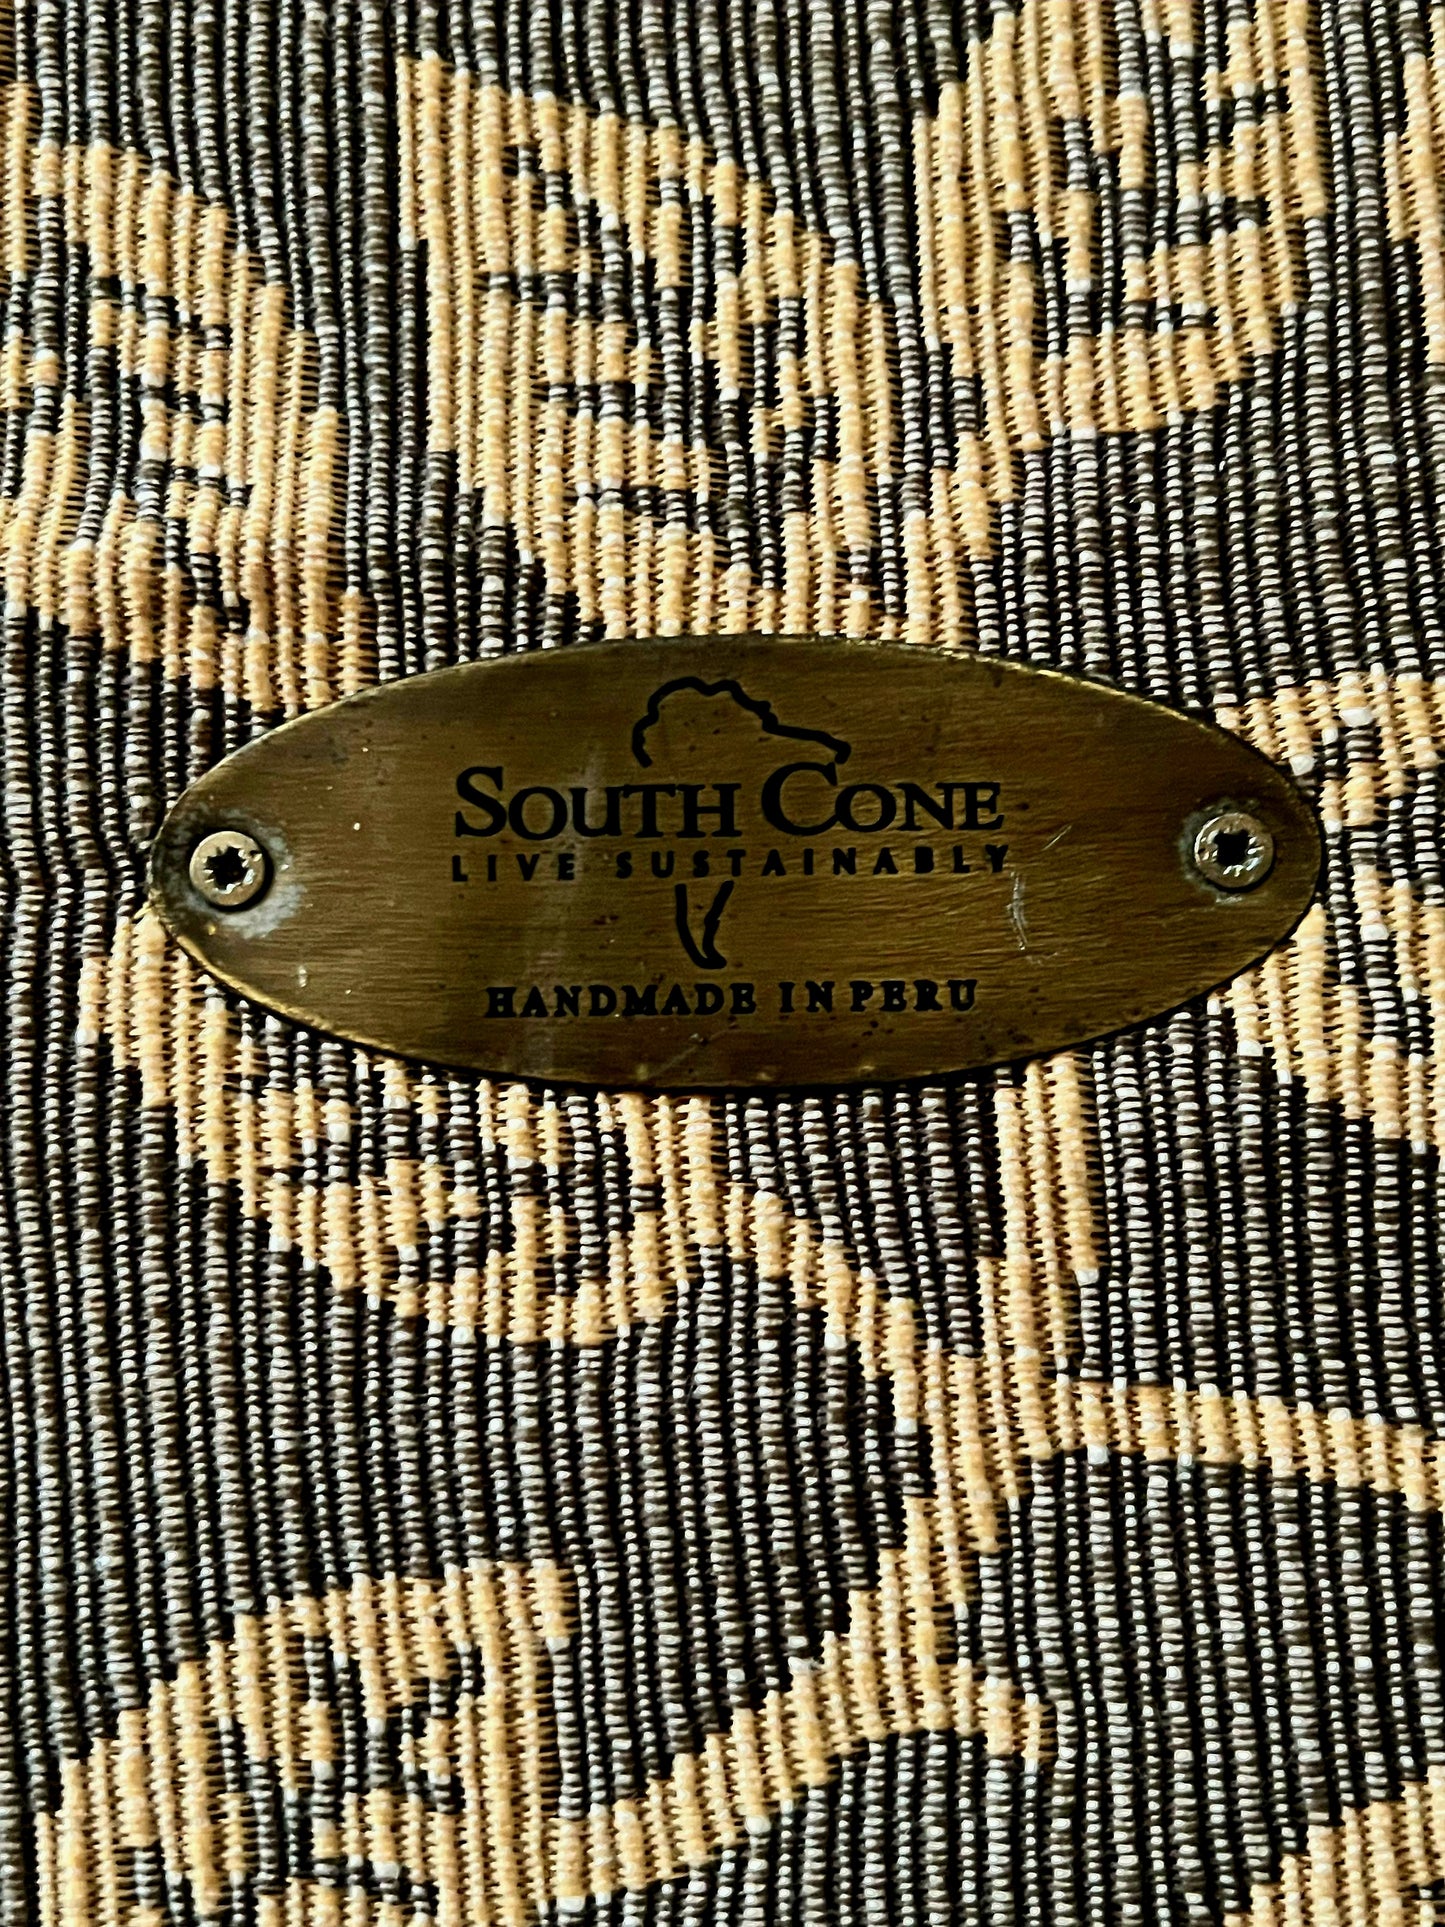 SOUTH CONE
LIVE SUSTAINABLY
HANDMADE IN PERU